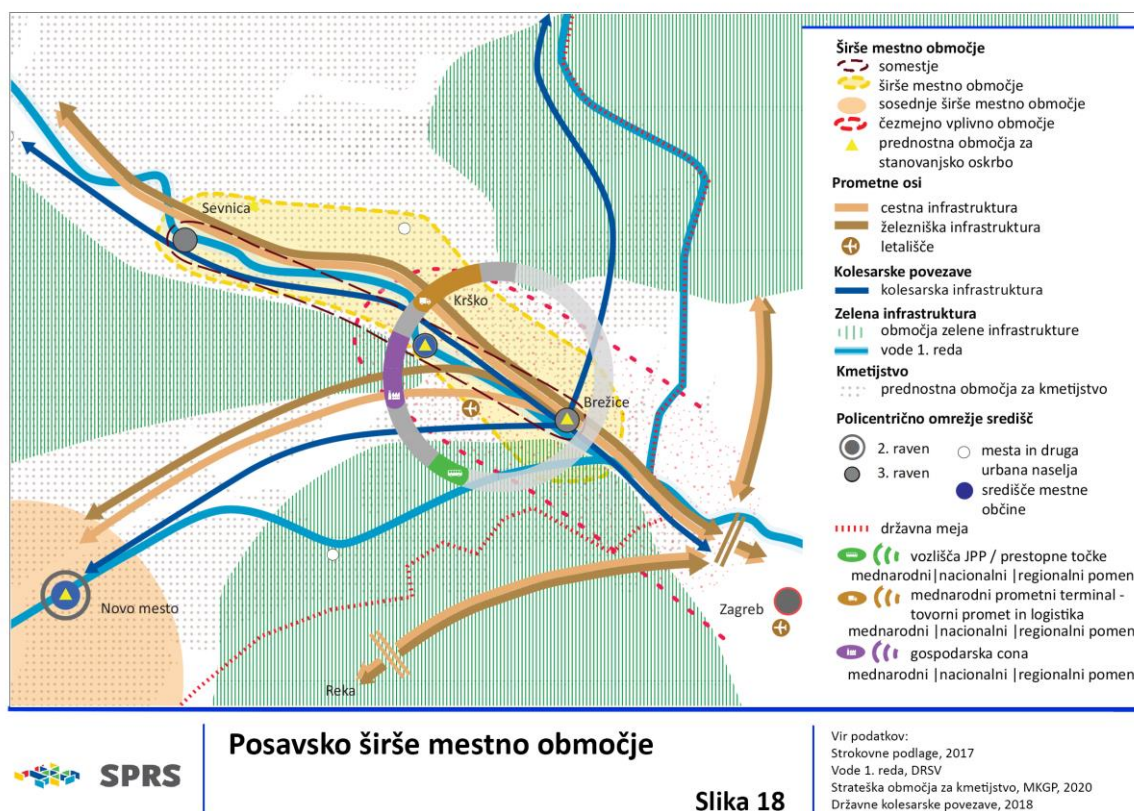 Sevnica
Krško
Brežice
Novo mesto
Zagreb
Reka
Širše mestno območje
somestje
širše mestno območje
sosednje širše mestno območje
čezmejno vplivno območje
prednostna območja za
stanovanjsko oskrbo
Prometne osi
cestna infrastruktura
železniška infrastruktura
letališče
Kolesarske povezave
kolesarska infrastruktura
Zelena infrastruktura
območja zelene infrastrukture
vode 1. reda
Kmetijstvo
prednostna območja za kmetijstvo
Policentrično omrežje središč
2. raven
3. raven
mesta in druga
urbana naselja
središče mestne
občine
državna meja
vozlišča JPP / prestopne točke
mednarodni |nacionalni |regionalni pomen
mednarodni prometni terminal -
tovorni promet in logistika
mednarodni |nacionalni |regionalni pomen
gospodarska cona
mednarodni |nacionalni |regionalni pomen
SPRS
Posavsko širše mestno območje
Slika 18
Vir podatkov:
Strokovne podlage, 2017
Vode 1. reda, DRSV
Strateška območja za kmetijstvo, MKGP, 2020
Državne kolesarske povezave, 2018